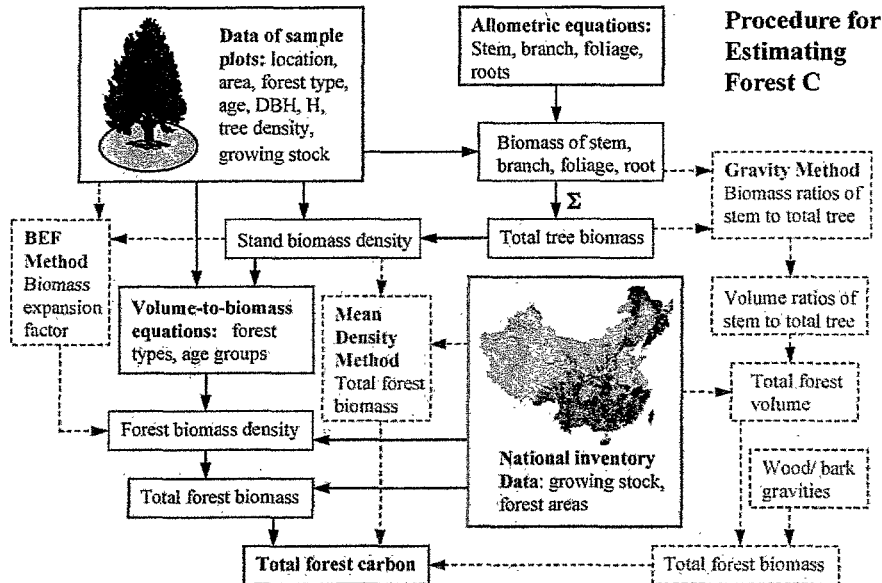 Procedure for
Estimating
Forest C
Data of sample
plots: location,
area, forest type,
age, DBH, H,
tree density,
growing stock
Allometric equations:
Stem, branch, foliage,
roots
Biomass of stem,
branch, foliage, root
Gravity Method
Biomass ratios of
stem to total tree
Σ
BEF
Method
Biomass
expansion
factor
Stand biomass density
Total tree biomass
Volume-to-biomass
equations: forest
types, age groups
Mean
Density
Method
Total forest
biomass
Volume ratios of
stem to total tree
Total forest
volume
Forest biomass density
National inventory
Data: growing stock,
forest areas
Wood/ bark
gravities
Total forest biomass
Total forest carbon
Total forest biomass